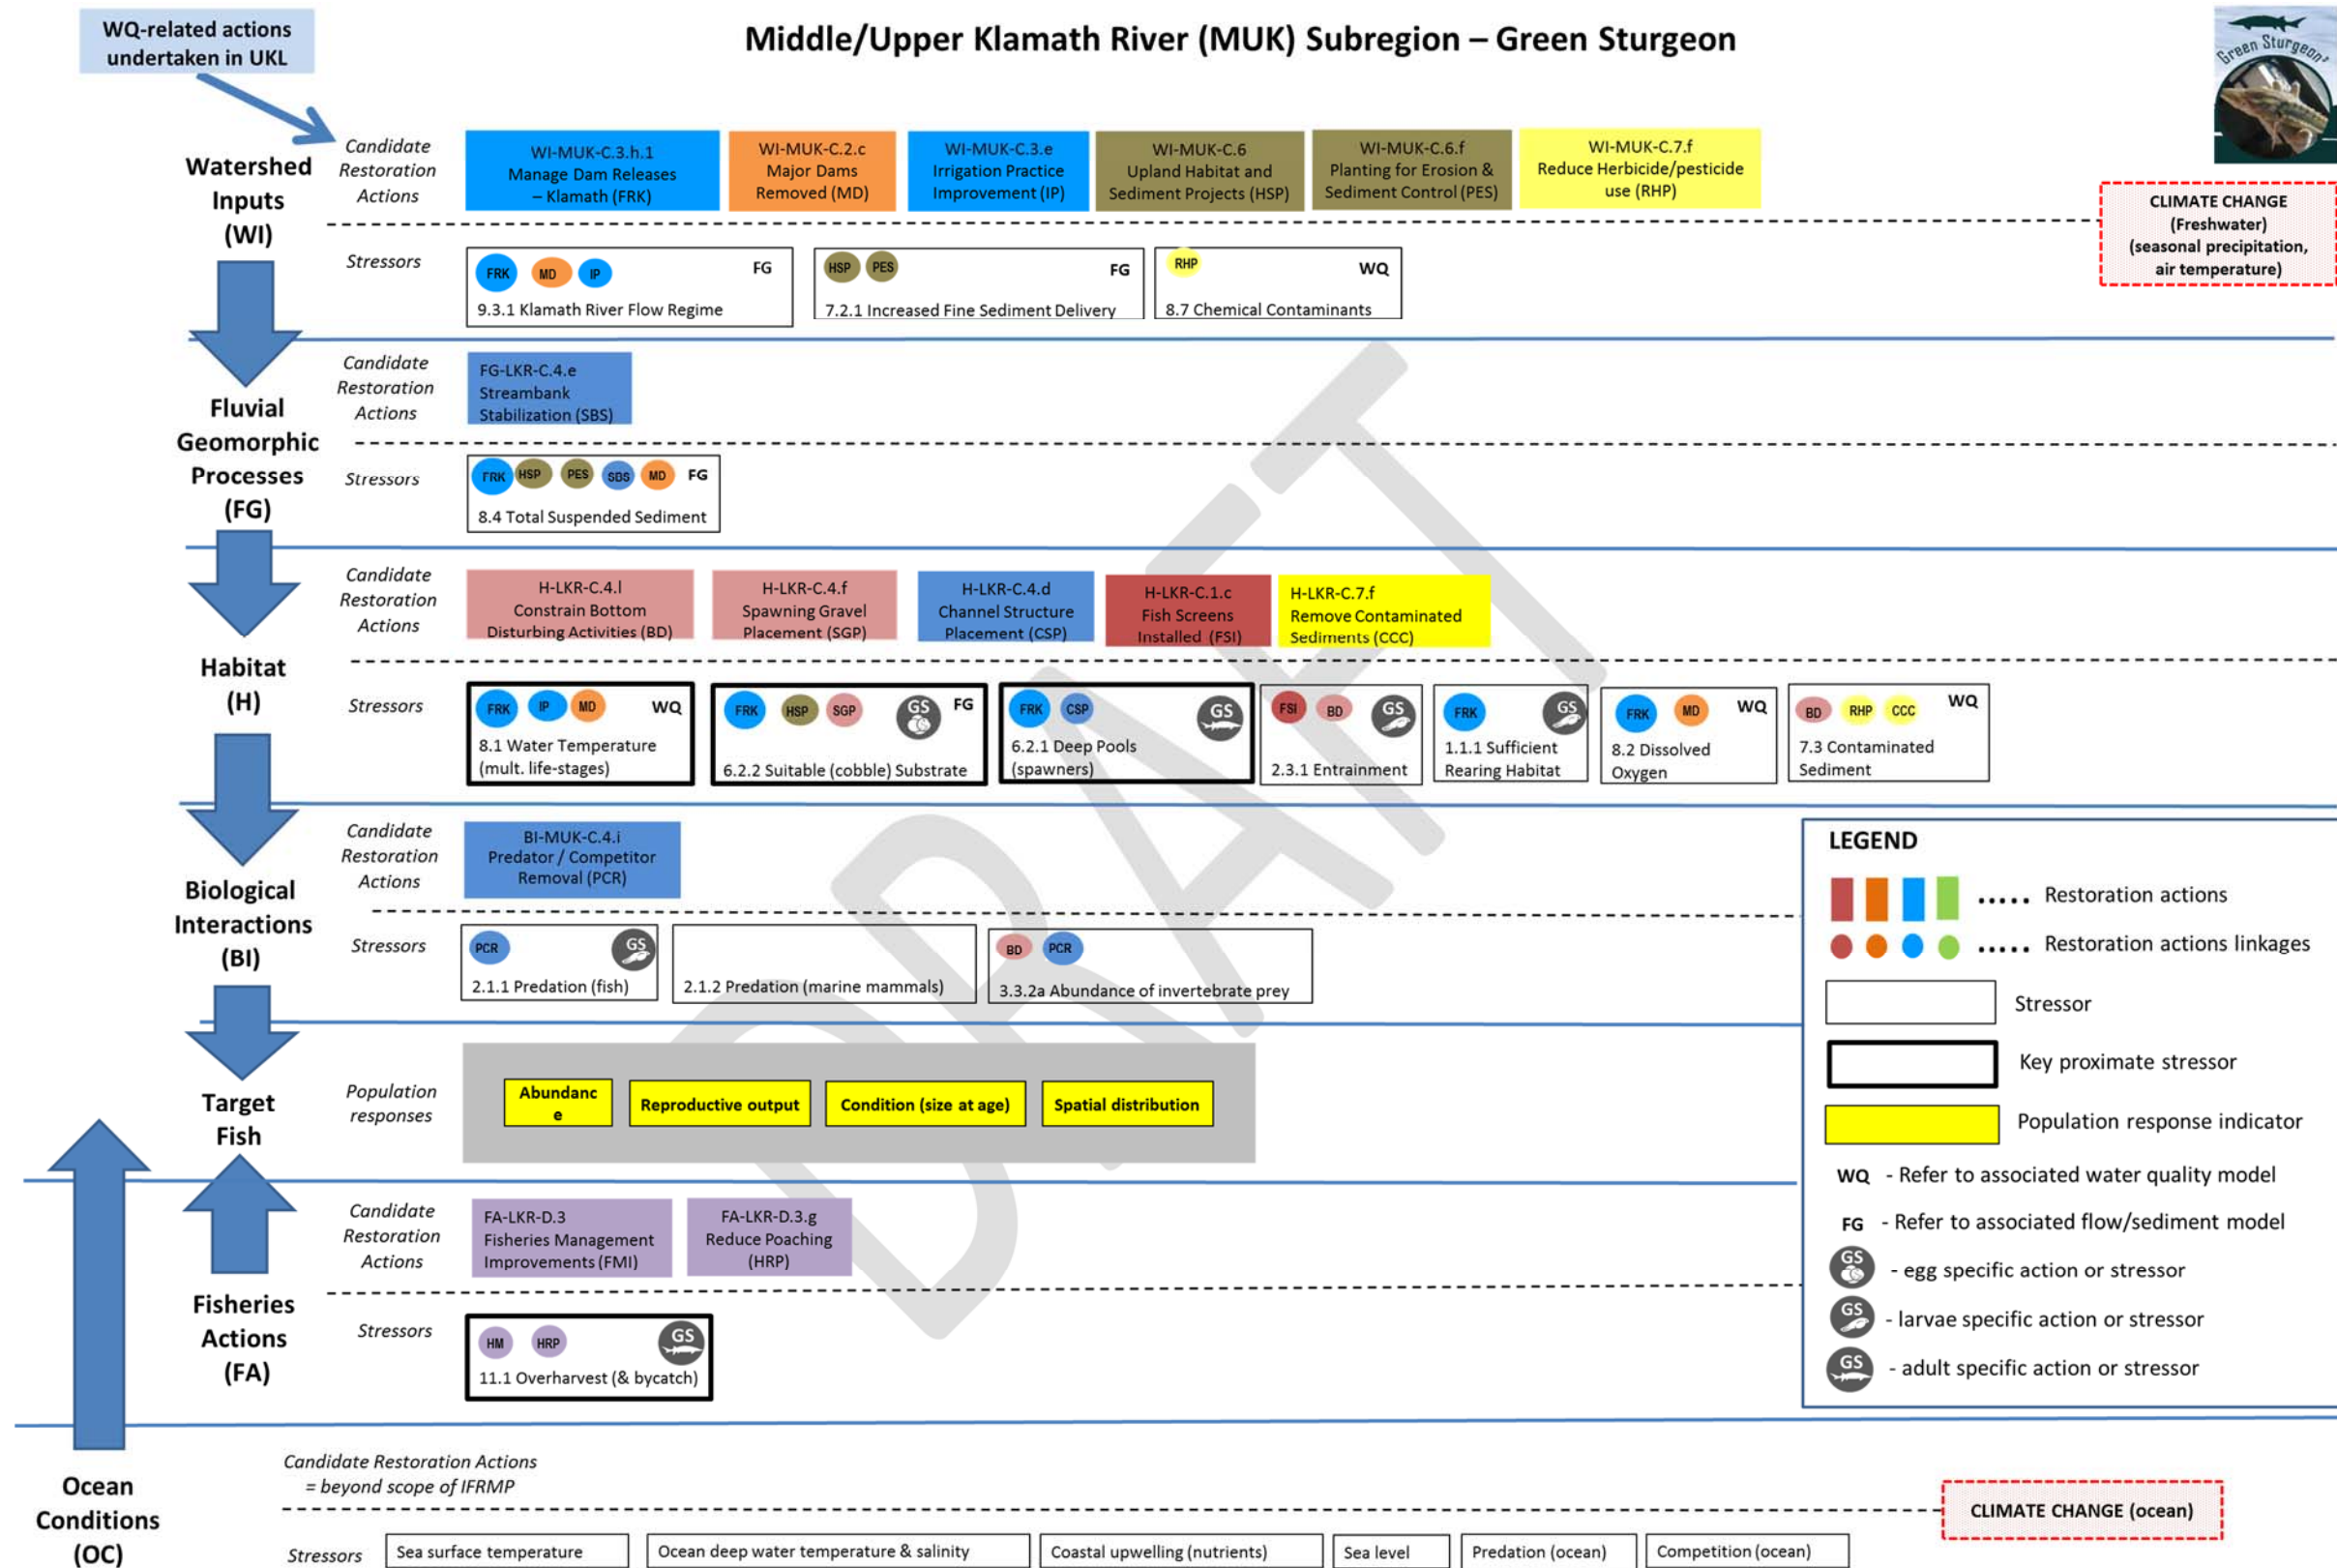 WQ-related actions
undertaken in UKL
Middle/Upper Klamath River (MUK) Subregion – Green Sturgeon
Green Sturgeon
Watershed
Inputs
(WI)
Candidate
Restoration
Actions
WI-MUK-C.3.h.1
Manage Dam Releases
– Klamath (FRK)
WI-MUK-C.2.c
Major Dams
Removed (MD)
WI-MUK-C.3.e
Irrigation Practice
Improvement (IP)
WI-MUK-C.6
Upland Habitat and
Sediment Projects (HSP)
WI-MUK-C.6.f
Planting for Erosion &
Sediment Control (PES)
WI-MUK-C.7.f
Reduce Herbicide/pesticide
use (RHP)
CLIMATE CHANGE
(Freshwater)
(seasonal precipitation,
air temperature)
Stressors
FRK MD IP FG
9.3.1 Klamath River Flow Regime
HSP PES FG
7.2.1 Increased Fine Sediment Delivery
RHP WQ
8.7 Chemical Contaminants
Fluvial
Geomorphic
Processes
(FG)
Candidate
Restoration
Actions
FG-LKR-C.4.e
Streambank
Stabilization (SBS)
Stressors
FRK HSP PES SBS MD FG
8.4 Total Suspended Sediment
Habitat
(H)
Candidate
Restoration
Actions
H-LKR-C.4.l
Constrain Bottom
Disturbing Activities (BD)
H-LKR-C.4.f
Spawning Gravel
Placement (SGP)
H-LKR-C.4.d
Channel Structure
Placement (CSP)
H-LKR-C.1.c
Fish Screens
Installed (FSI)
H-LKR-C.7.f
Remove Contaminated
Sediments (CCC)
Stressors
FRK IP MD WQ
8.1 Water Temperature
(mult. life-stages)
FRK HSP SGP GS FG
6.2.2 Suitable (cobble) Substrate
FRK CSP GS
6.2.1 Deep Pools
(spawners)
FSI BD GS
2.3.1 Entrainment
FRK GS
1.1.1 Sufficient
Rearing Habitat
FRK MD WQ
8.2 Dissolved
Oxygen
BD RHP CCC WQ
7.3 Contaminated
Sediment
Biological
Interactions
(BI)
Candidate
Restoration
Actions
BI-MUK-C.4.i
Predator / Competitor
Removal (PCR)
Stressors
PCR GS
2.1.1 Predation (fish)
2.1.2 Predation (marine mammals)
BD PCR
3.3.2a Abundance of invertebrate prey
DRAFT
Target
Fish
Population
responses
Abundanc
e
Reproductive output
Condition (size at age)
Spatial distribution
Fisheries
Actions
(FA)
Candidate
Restoration
Actions
FA-LKR-D.3
Fisheries Management
Improvements (FMI)
FA-LKR-D.3.g
Reduce Poaching
(HRP)
Stressors
HM HRP GS
11.1 Overharvest (& bycatch)
LEGEND
..... Restoration actions
..... Restoration actions linkages
Stressor
Key proximate stressor
Population response indicator
WQ - Refer to associated water quality model
FG - Refer to associated flow/sediment model
GS - egg specific action or stressor
GS - larvae specific action or stressor
GS - adult specific action or stressor
Ocean
Conditions
(OC)
Candidate Restoration Actions
= beyond scope of IFRMP
CLIMATE CHANGE (ocean)
Stressors
Sea surface temperature
Ocean deep water temperature & salinity
Coastal upwelling (nutrients)
Sea level
Predation (ocean)
Competition (ocean)